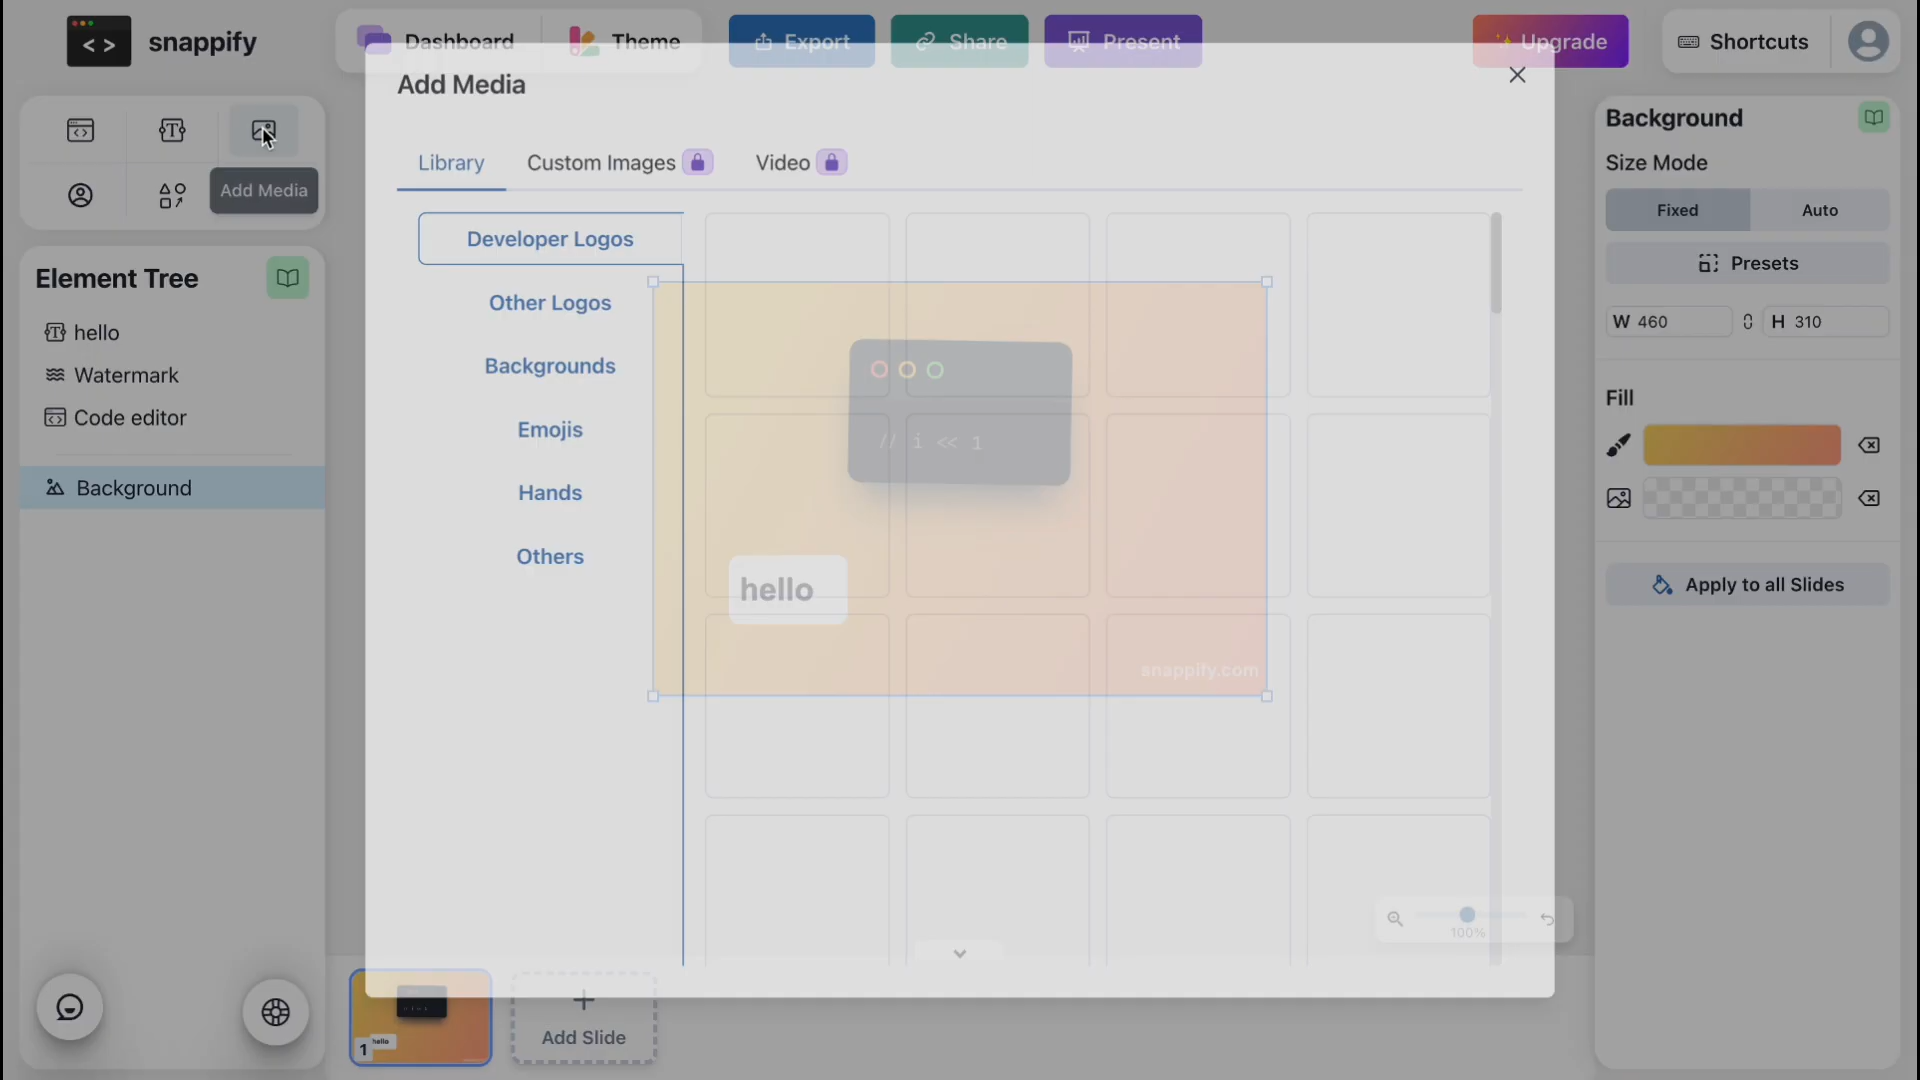 snappify
Dashboard
Theme
Export
Share
Present
Upgrade
Shortcuts
Add Media
Library
Custom Images
Video
Add Media
Developer Logos
Other Logos
Backgrounds
Emojis
Hands
Others
Element Tree
hello
Watermark
Code editor
Background
// i << 1
hello
snappify.com
100%
1
hello
Add Slide
Background
Size Mode
Fixed
Auto
Presets
W 460
H 310
Fill
Apply to all Slides